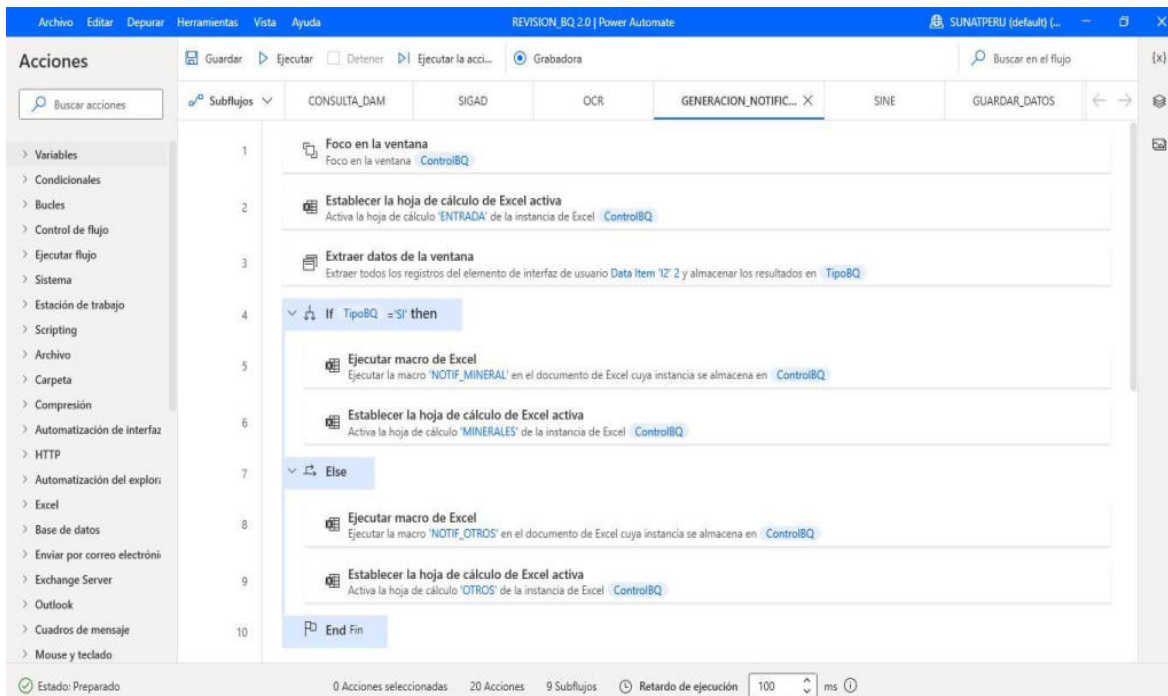 Archivo Editar Depurar Herramientas Vista Ayuda
REVISION_BQ 2.0 | Power Automate
SUNATPERU (default) (...
Acciones
Guardar Ejecutar Detener Ejecutar la acci... Grabadora
Buscar en el flujo
{x}
Buscar acciones
Subflujos CONSULTA_DAM SIGAD OCR GENERACION_NOTIFIC... SINE GUARDAR_DATOS
Variables
Condicionales
Bucles
Control de flujo
Ejecutar flujo
Sistema
Estación de trabajo
Scripting
Archivo
Carpeta
Compresión
Automatización de interfaz
HTTP
Automatización del explora
Excel
Base de datos
Enviar por correo electróni
Exchange Server
Outlook
Cuadros de mensaje
Mouse y teclado
1
Foco en la ventana
Foco en la ventana ControlBQ
2
Establecer la hoja de cálculo de Excel activa
Activa la hoja de cálculo 'ENTRADA' de la instancia de Excel ControlBQ
3
Extraer datos de la ventana
Extraer todos los registros del elemento de interfaz de usuario Data Item 'I2' 2 y almacenar los resultados en TipoBQ
4
If TipoBQ ='SI' then
5
Ejecutar macro de Excel
Ejecutar la macro 'NOTIF_MINERAL' en el documento de Excel cuya instancia se almacena en ControlBQ
6
Establecer la hoja de cálculo de Excel activa
Activa la hoja de cálculo 'MINERALES' de la instancia de Excel ControlBQ
7
Else
8
Ejecutar macro de Excel
Ejecutar la macro 'NOTIF_OTROS' en el documento de Excel cuya instancia se almacena en ControlBQ
9
Establecer la hoja de cálculo de Excel activa
Activa la hoja de cálculo 'OTROS' de la instancia de Excel ControlBQ
10
End Fin
Estado: Preparado
0 Acciones seleccionadas 20 Acciones 9 Subflujos Retardo de ejecución 100 ms